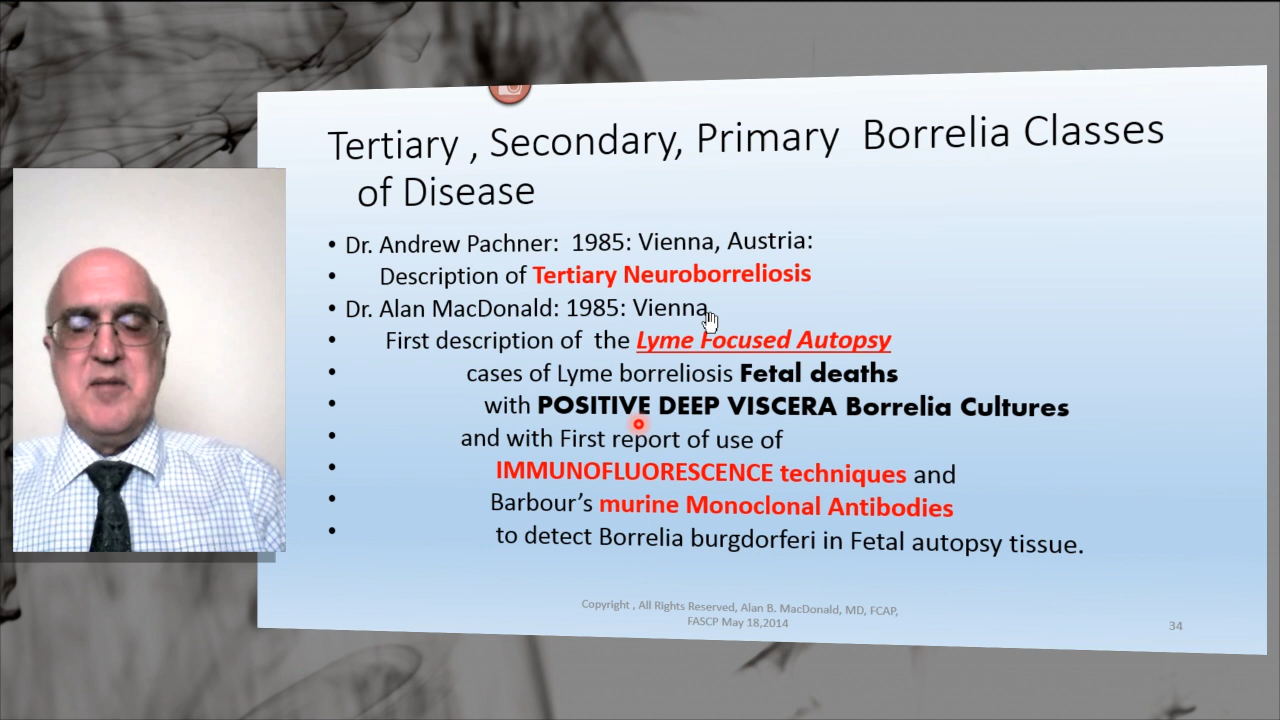 Tertiary , Secondary, Primary Borrelia Classes
of Disease
• Dr. Andrew Pachner: 1985: Vienna, Austria:
• Description of Tertiary Neuroborreliosis
• Dr. Alan MacDonald: 1985: Vienna
• First description of the Lyme Focused Autopsy
• cases of Lyme borreliosis Fetal deaths
• with POSITIVE DEEP VISCERA Borrelia Cultures
• and with First report of use of
• IMMUNOFLUORESCENCE techniques and
• Barbour’s murine Monoclonal Antibodies
• to detect Borrelia burgdorferi in Fetal autopsy tissue.
Copyright , All Rights Reserved, Alan B. MacDonald, MD, FCAP,
FASCP May 18,2014
34